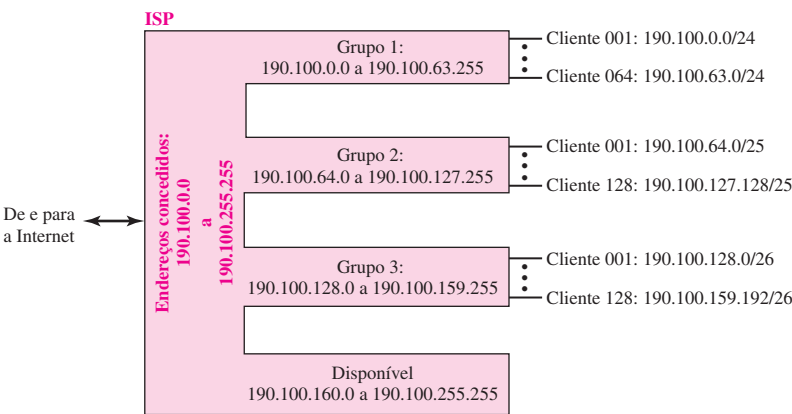 ISP
Grupo 1:
190.100.0.0 a 190.100.63.255
Cliente 001: 190.100.0.0/24
Cliente 064: 190.100.63.0/24
Grupo 2:
190.100.64.0 a 190.100.127.255
Cliente 001: 190.100.64.0/25
Cliente 128: 190.100.127.128/25
De e para
a Internet
Endereços concedidos:
190.100.0.0
a
190.100.255.255
Grupo 3:
190.100.128.0 a 190.100.159.255
Cliente 001: 190.100.128.0/26
Cliente 128: 190.100.159.192/26
Disponível
190.100.160.0 a 190.100.255.255